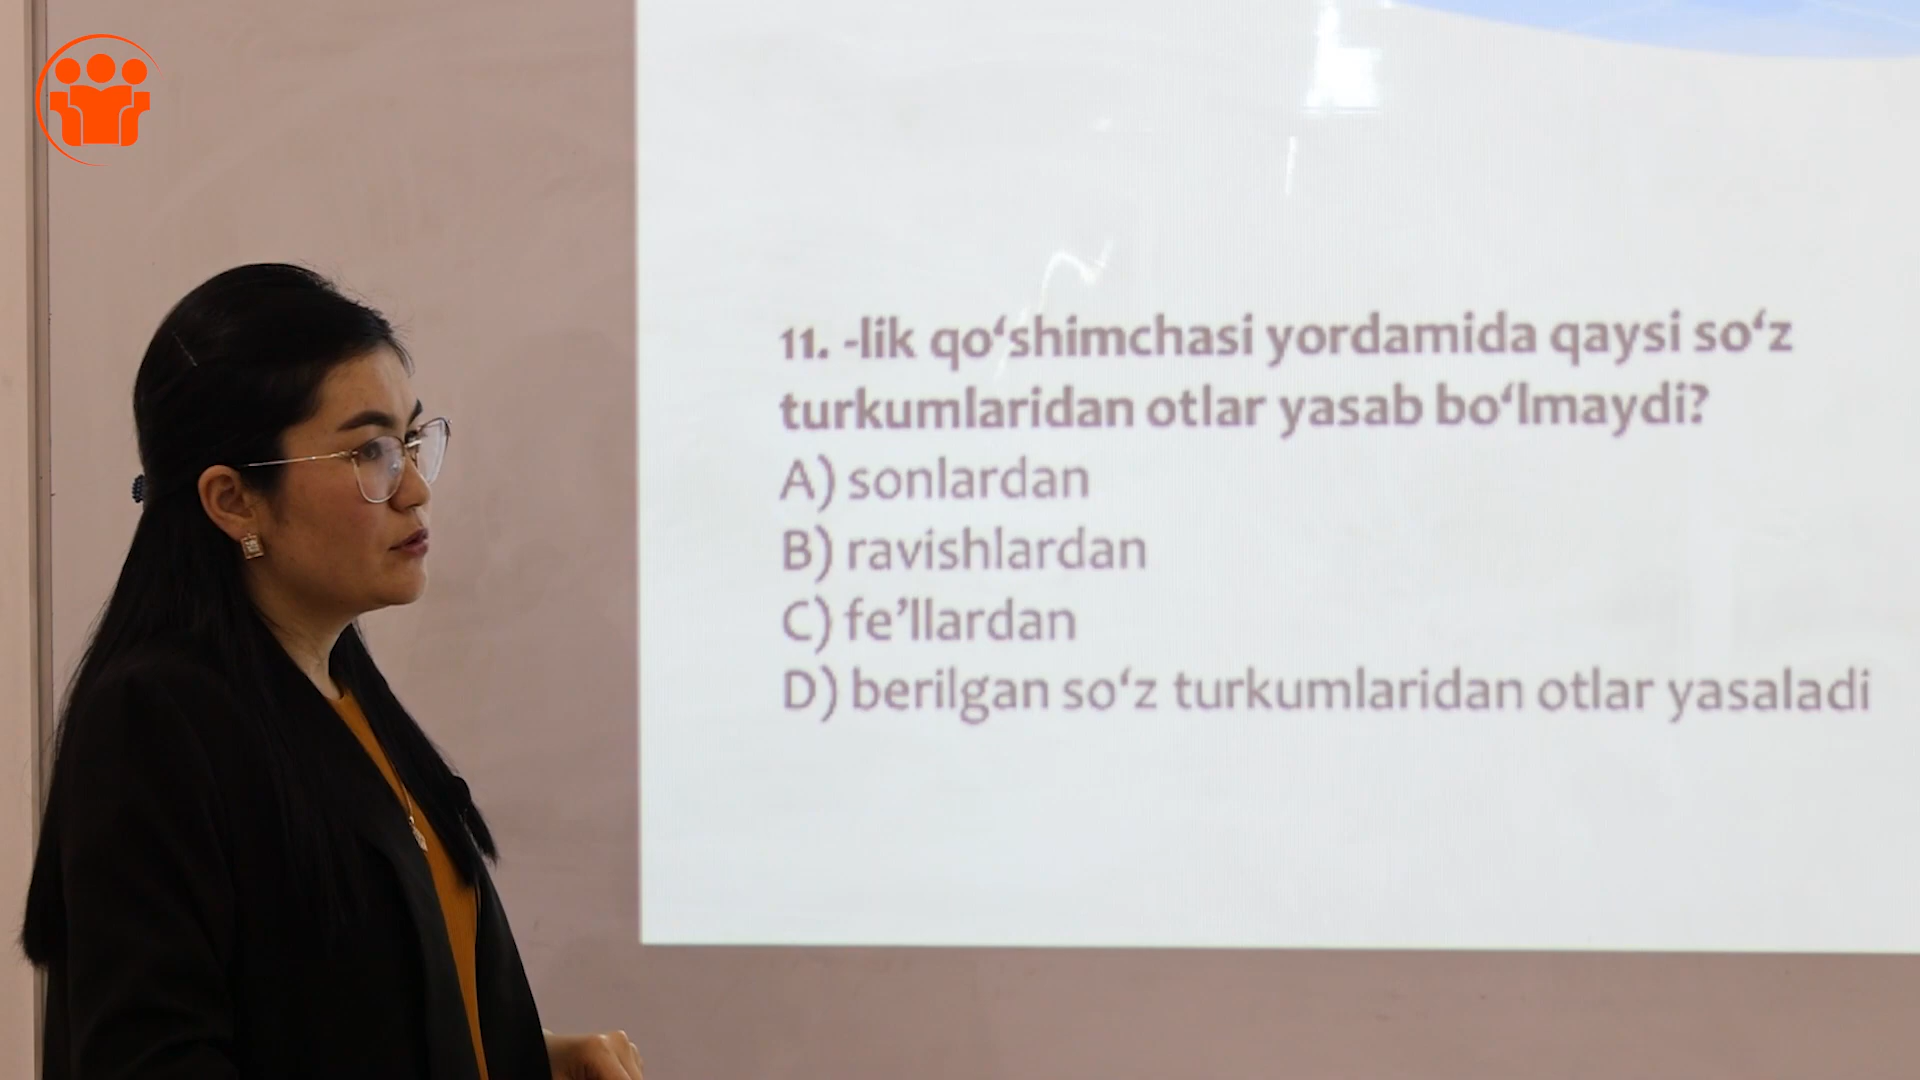 11. -lik qo‘shimchasi yordamida qaysi so‘z
turkumlaridan otlar yasab bo‘lmaydi?
A) sonlardan
B) ravishlardan
C) fe’llardan
D) berilgan so‘z turkumlaridan otlar yasaladi